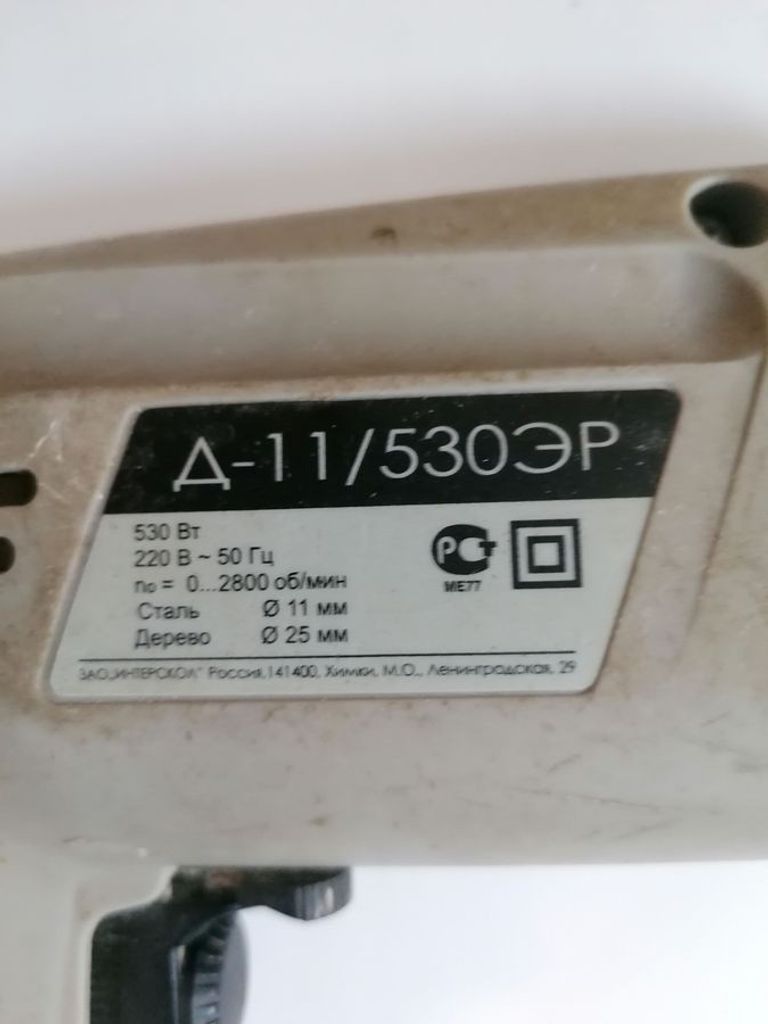 Д-11/530ЭР
530 Вт
220 В ~ 50 Гц
n₀ = 0...2800 об/мин
Сталь Ø 11 мм
Дерево Ø 25 мм
РСТ
МЕ77
ЗАО„ИНТЕРСКОЛ" Россия,141400, Химки, М.О., Ленинградская, 29